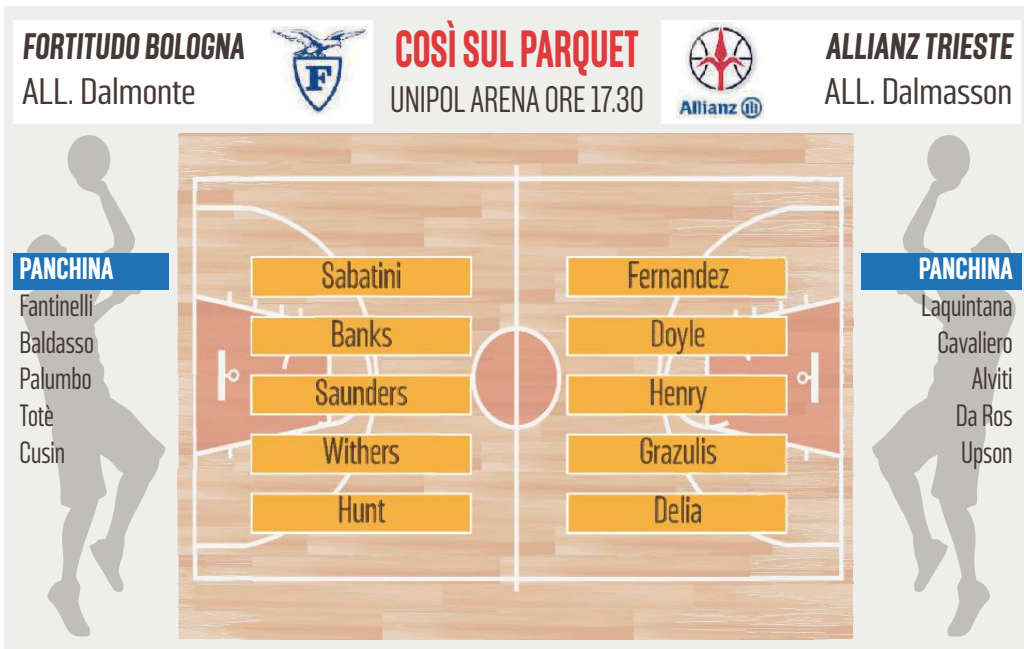 FORTITUDO BOLOGNA
ALL. Dalmonte
F
COSÌ SUL PARQUET
UNIPOL ARENA ORE 17.30
Allianz
ALLIANZ TRIESTE
ALL. Dalmasson
PANCHINA
Fantinelli
Baldasso
Palumbo
Totè
Cusin
Sabatini
Banks
Saunders
Withers
Hunt
Fernandez
Doyle
Henry
Grazulis
Delia
PANCHINA
Laquintana
Cavaliero
Alviti
Da Ros
Upson